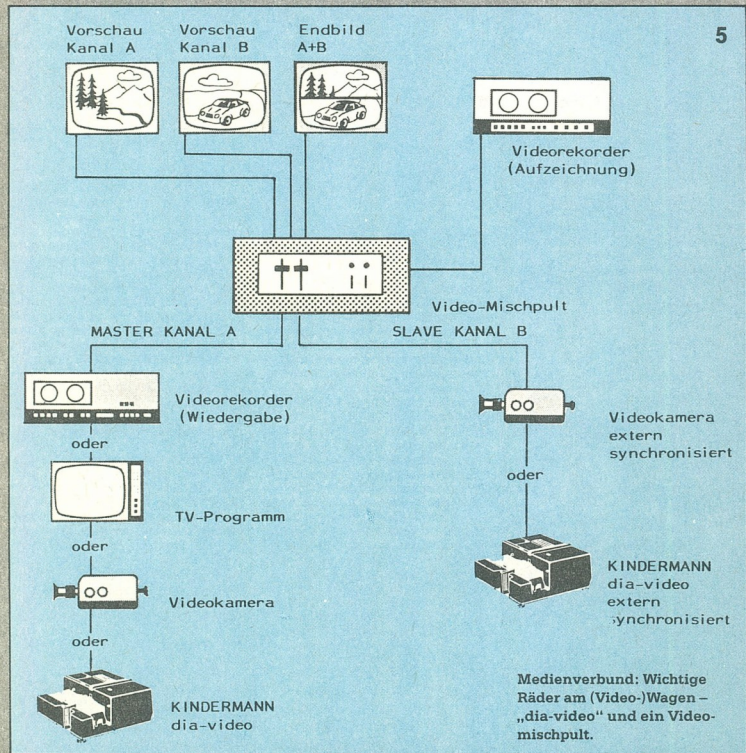 Vorschau
Kanal A
Vorschau
Kanal B
Endbild
A+B
5
Videorekorder
(Aufzeichnung)
Video-Mischpult
MASTER KANAL A
SLAVE KANAL B
Videorekorder
(Wiedergabe)
oder
TV-Programm
oder
Videokamera
oder
KINDERMANN
dia-video
Videokamera
extern
synchronisiert
oder
KINDERMANN
dia-video
extern
synchronisiert
Medienverbund: Wichtige
Räder am (Video-)Wagen –
„dia-video“ und ein Video-
mischpult.